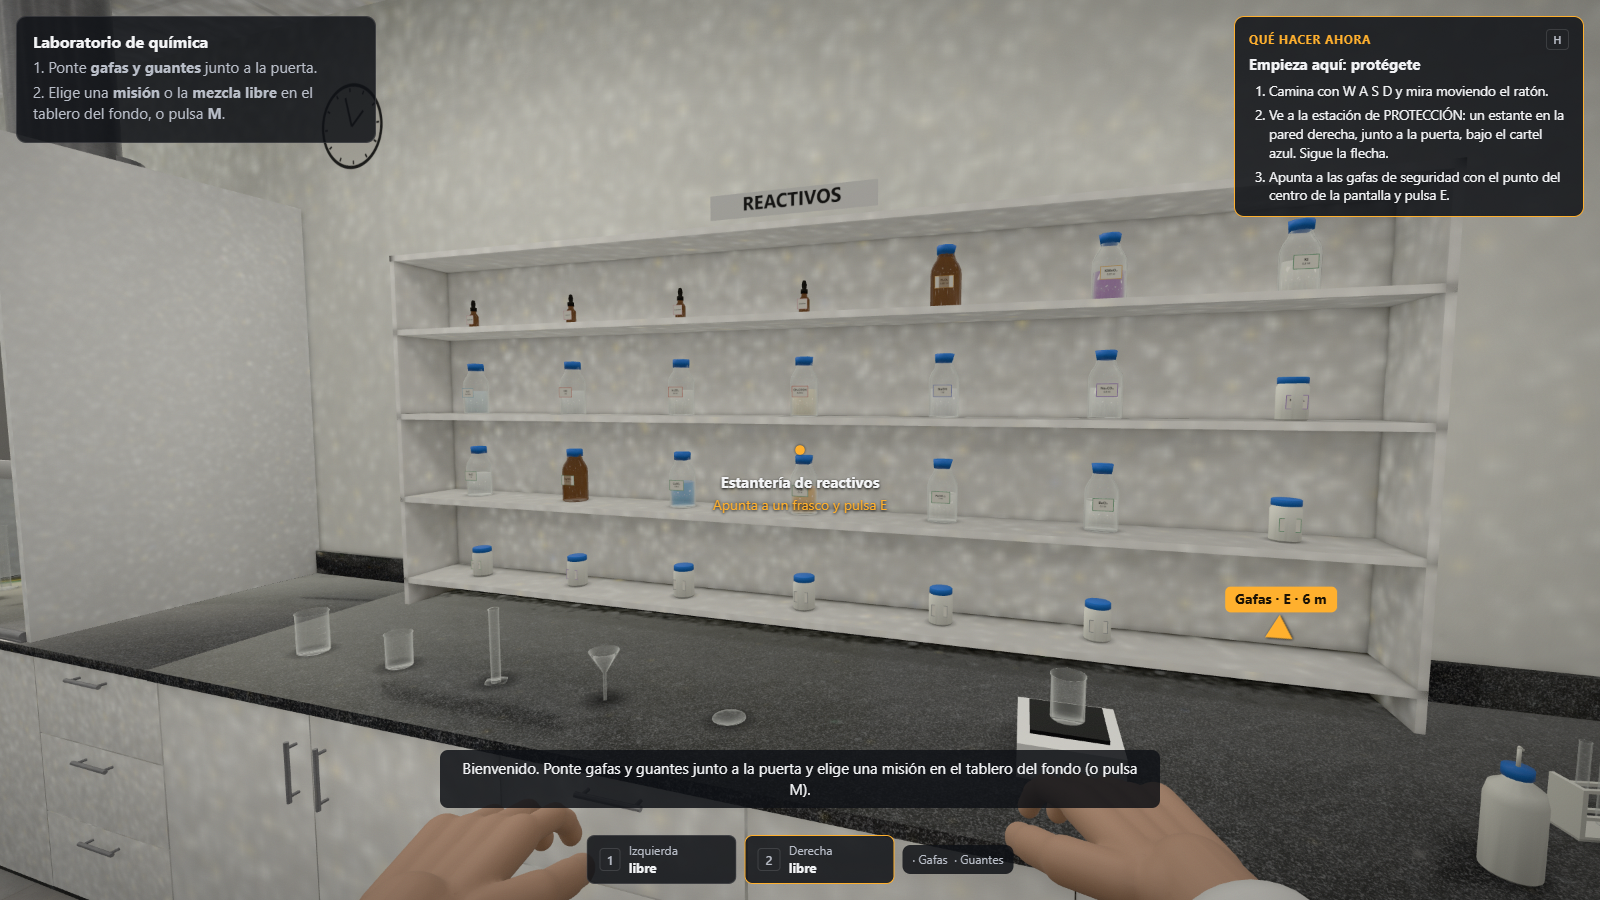 Laboratorio de química
1. Ponte gafas y guantes junto a la puerta.
2. Elige una misión o la mezcla libre en el
tablero del fondo, o pulsa M.
QUÉ HACER AHORA
H
Empieza aquí: protégete
1. Camina con W A S D y mira moviendo el ratón.
2. Ve a la estación de PROTECCIÓN: un estante en la
pared derecha, junto a la puerta, bajo el cartel
azul. Sigue la flecha.
3. Apunta a las gafas de seguridad con el punto del
centro de la pantalla y pulsa E.
REACTIVOS
Estantería de reactivos
Apunta a un frasco y pulsa E
Gafas · E · 6 m
Bienvenido. Ponte gafas y guantes junto a la puerta y elige una misión en el tablero del fondo (o pulsa
M).
1 Izquierda
libre
2 Derecha
libre
· Gafas · Guantes